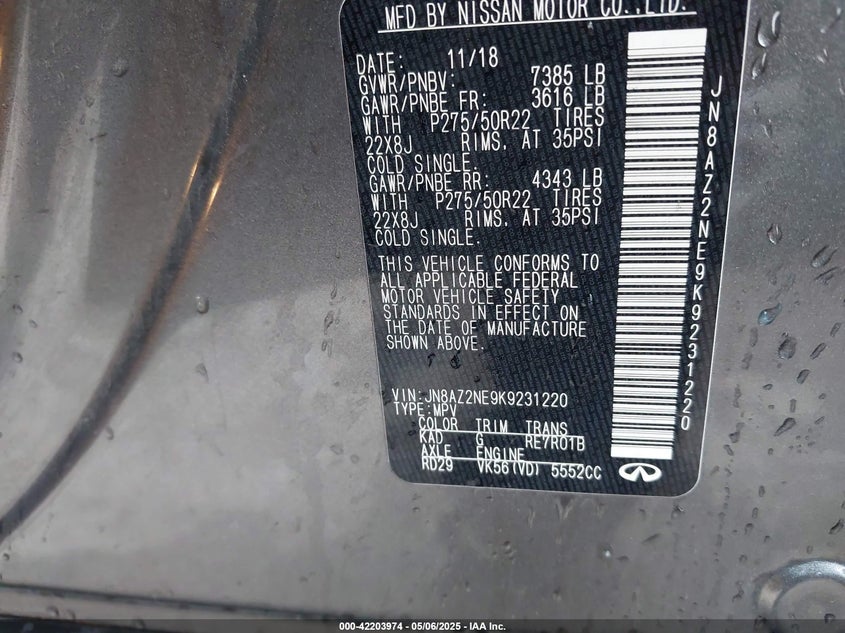 MFD BY NISSAN MOTOR CO.,LTD.
DATE: 11/18
GVWR/PNBV: 7385 LB
GAWR/PNBE FR: 3616 LB
WITH P275/50R22 TIRES
22X8J RIMS, AT 35PSI
COLD SINGLE.
GAWR/PNBE RR: 4343 LB
WITH P275/50R22 TIRES
22X8J RIMS, AT 35PSI
COLD SINGLE.
THIS VEHICLE CONFORMS TO
ALL APPLICABLE FEDERAL
MOTOR VEHICLE SAFETY
STANDARDS IN EFFECT ON
THE DATE OF MANUFACTURE
SHOWN ABOVE.
VIN:JN8AZ2NE9K9231220
TYPE:MPV
COLOR TRIM TRANS
KAD G RE7R01B
AXLE ENGINE
RD29 VK56(VD) 5552CC
JN8AZ2NE9K9231220
000-42203974 - 05/06/2025 - IAA Inc.